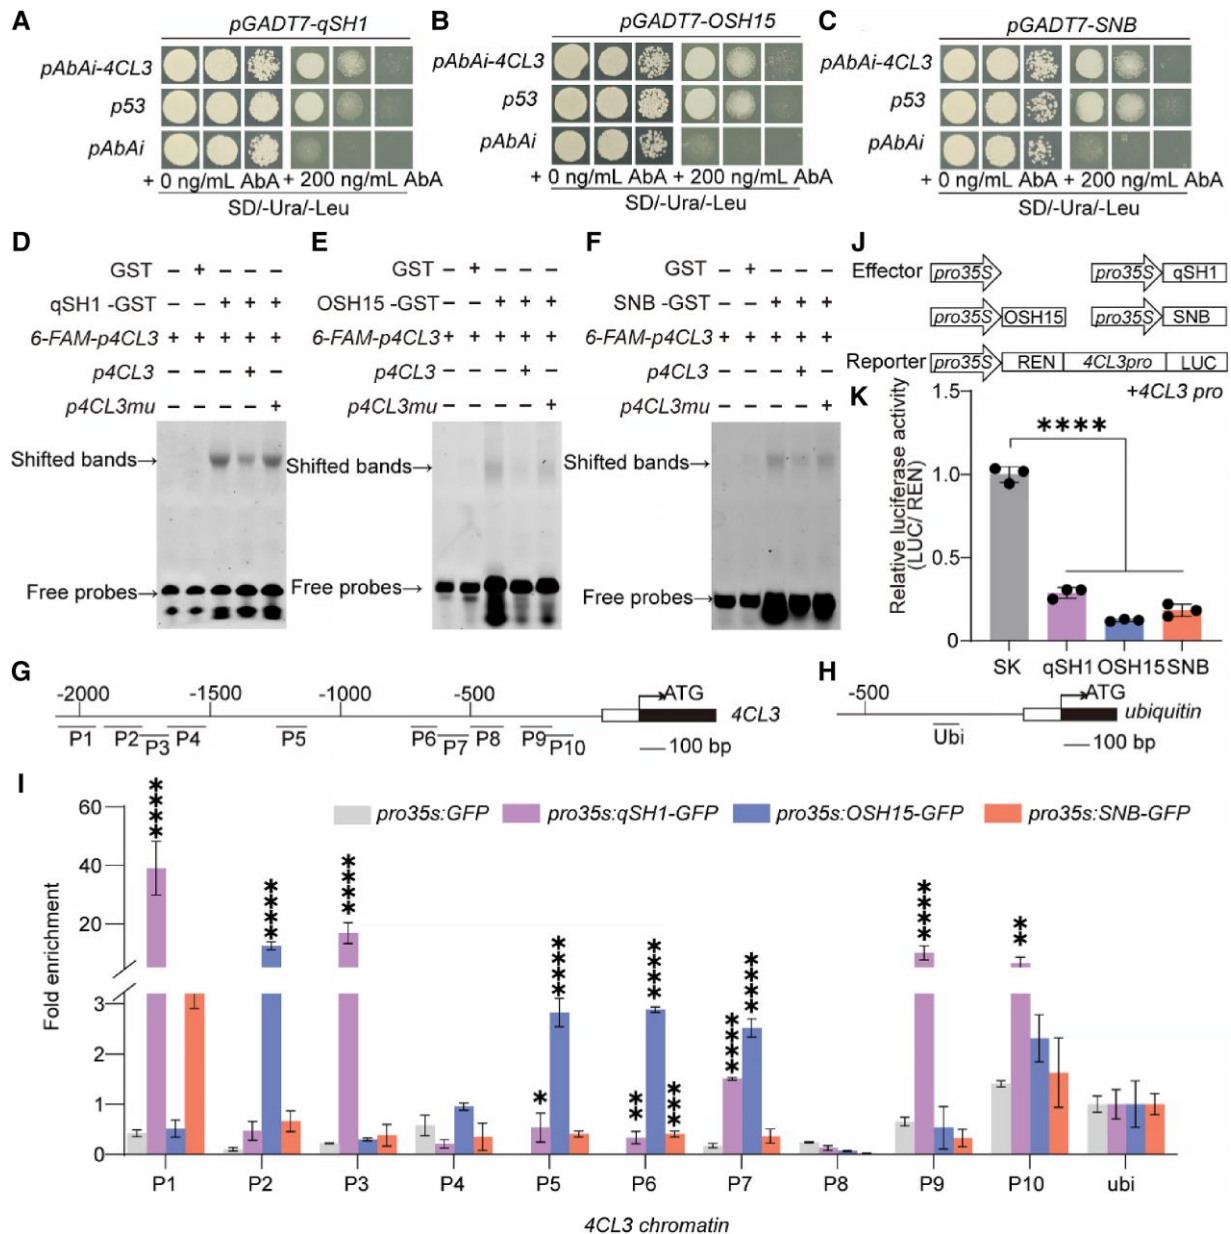 A
pGADT7-qSH1
pAbAi-4CL3
p53
pAbAi
+ 0 ng/mL AbA + 200 ng/mL AbA
SD/-Ura/-Leu
B
pGADT7-OSH15
pAbAi-4CL3
p53
pAbAi
+ 0 ng/mL AbA + 200 ng/mL AbA
SD/-Ura/-Leu
C
pGADT7-SNB
pAbAi-4CL3
p53
pAbAi
+ 0 ng/mL AbA + 200 ng/mL AbA
SD/-Ura/-Leu
D
GST − + − − −
qSH1 -GST − − + + +
6-FAM-p4CL3 + + + + +
p4CL3 − − − + −
p4CL3mu − − − − +
Shifted bands→
Free probes→
E
GST − + − − −
OSH15 -GST − − + + +
6-FAM-p4CL3 + + + + +
p4CL3 − − − + −
p4CL3mu − − − − +
Shifted bands→
Free probes→
F
GST − + − − −
SNB -GST − − + + +
6-FAM-p4CL3 + + + + +
p4CL3 − − − + −
p4CL3mu − − − − +
Shifted bands→
Free probes→
J
Effector pro35S pro35S qSH1
pro35S OSH15 pro35S SNB
Reporter pro35S REN 4CL3pro LUC
K
+4CL3 pro
Relative luciferase activity
(LUC/ REN)
1.5
1.0
0.5
0
****
SK qSH1 OSH15 SNB
G
-2000 -1500 -1000 -500
ATG
4CL3
P1 P2 P3 P4 P5 P6 P7 P8 P9 P10
100 bp
H
-500
ATG
ubiquitin
Ubi
100 bp
I
pro35s:GFP pro35s:qSH1-GFP pro35s:OSH15-GFP pro35s:SNB-GFP
Fold enrichment
60
40
20
3
2
1
0
**** **** **** * **** ** **** *** **** **** **** **
P1 P2 P3 P4 P5 P6 P7 P8 P9 P10 ubi
4CL3 chromatin